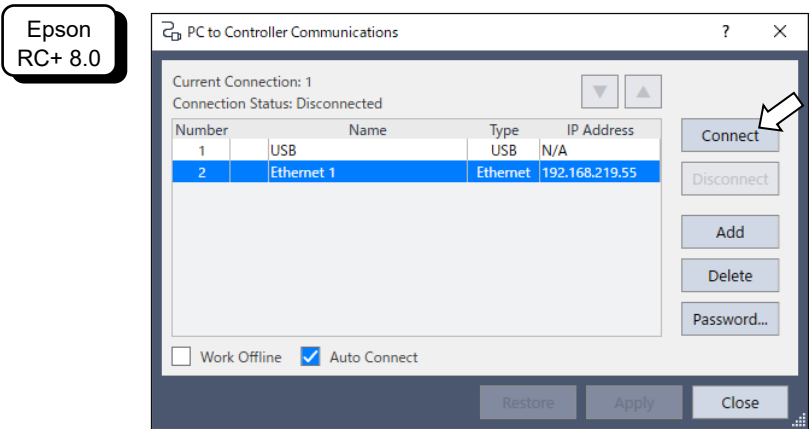 Epson
RC+ 8.0
PC to Controller Communications
Current Connection: 1
Connection Status: Disconnected
Number Name Type IP Address
1 USB USB N/A
2 Ethernet 1 Ethernet 192.168.219.55
Connect
Disconnect
Add
Delete
Password...
Work Offline Auto Connect
Restore Apply Close